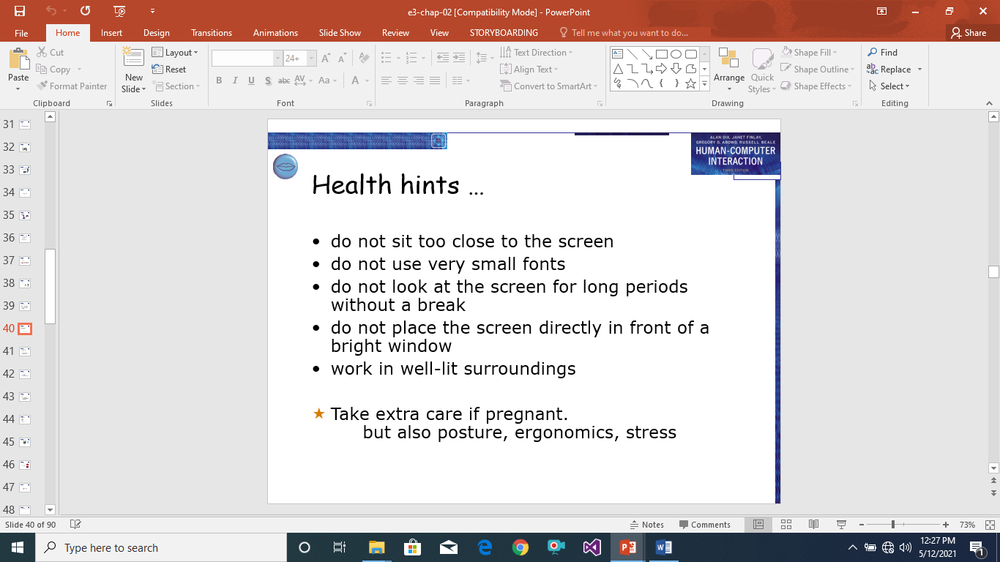 e3-chap-02 [Compatibility Mode] - PowerPoint
File Home Insert Design Transitions Animations Slide Show Review View STORYBOARDING Tell me what you want to do... Share
Paste
Cut
Copy
Format Painter
Clipboard
New
Slide
Layout
Reset
Section
Slides
24+
B I U S abc AV Aa A
Font
Text Direction
Align Text
Convert to SmartArt
Paragraph
Arrange
Quick
Styles
Shape Fill
Shape Outline
Shape Effects
Drawing
Find
Replace
Select
Editing
31
32
33
34
35
36
37
38
39
40
41
42
43
44
45
46
47
48
ALAN DIX, JANET FINLAY,
GREGORY D. ABOWD, RUSSELL BEALE
HUMAN-COMPUTER
INTERACTION
THIRD EDITION
Health hints ...
• do not sit too close to the screen
• do not use very small fonts
• do not look at the screen for long periods
without a break
• do not place the screen directly in front of a
bright window
• work in well-lit surroundings
★ Take extra care if pregnant.
but also posture, ergonomics, stress
Slide 40 of 90
Notes
Comments
73%
Type here to search
12:27 PM
5/12/2021
1